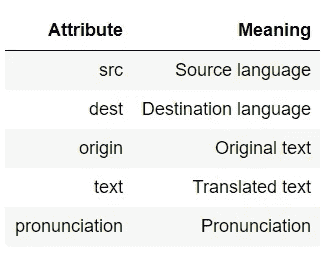 Attribute Meaning
src Source language
dest Destination language
origin Original text
text Translated text
pronunciation Pronunciation